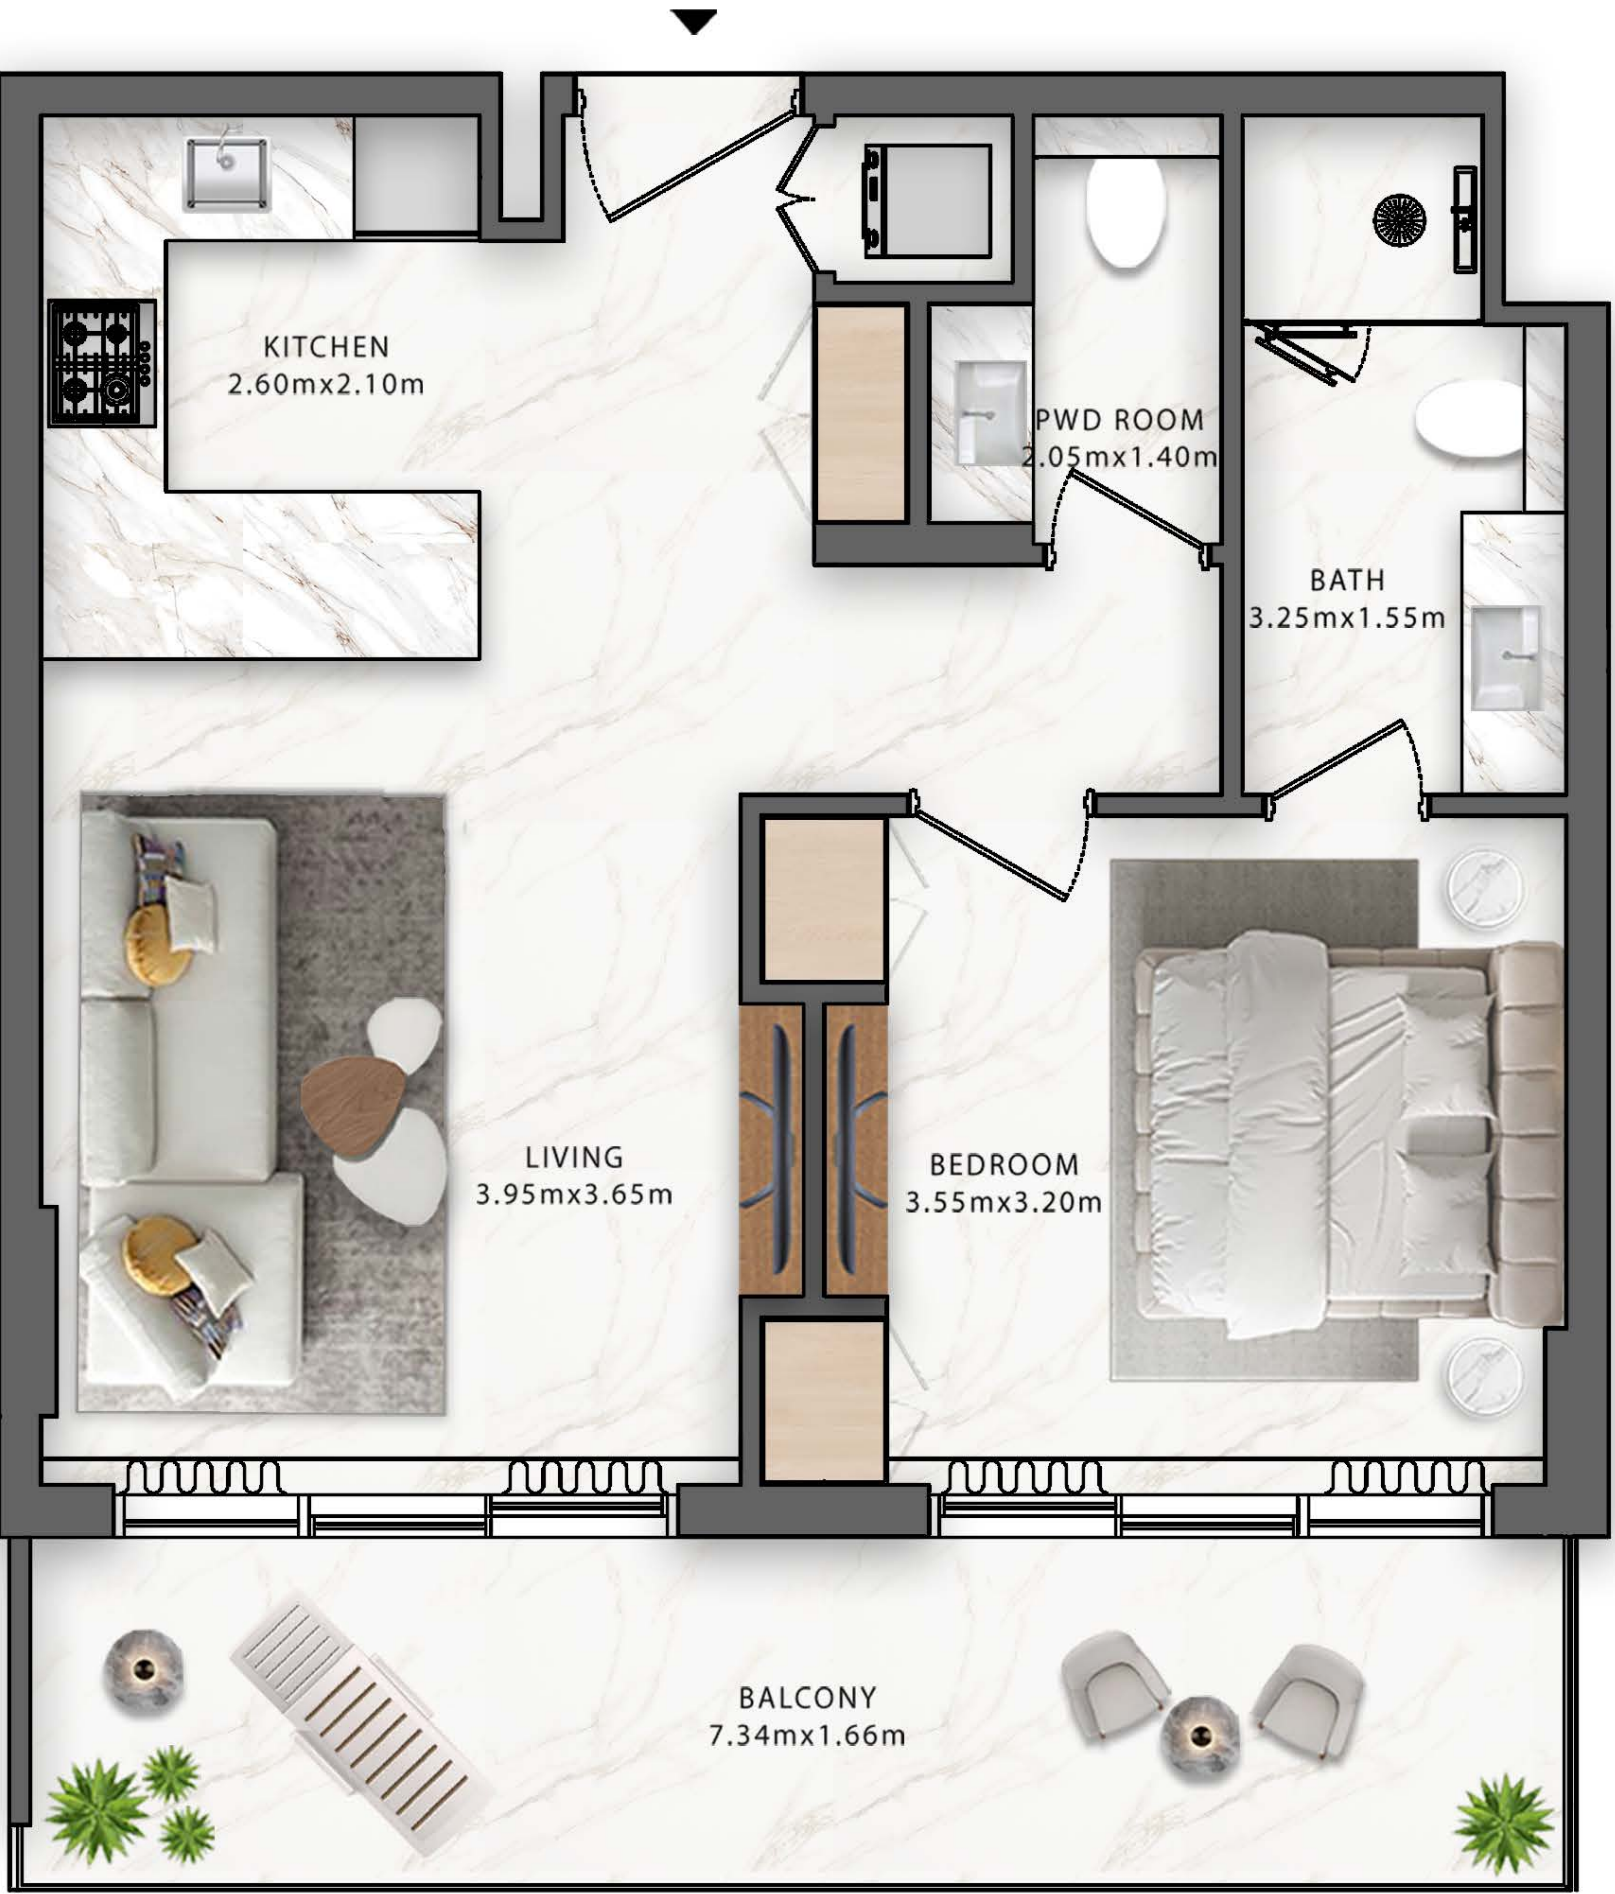 KITCHEN
2.60mx2.10m
PWD ROOM
2.05mx1.40m
BATH
3.25mx1.55m
LIVING
3.95mx3.65m
BEDROOM
3.55mx3.20m
BALCONY
7.34mx1.66m